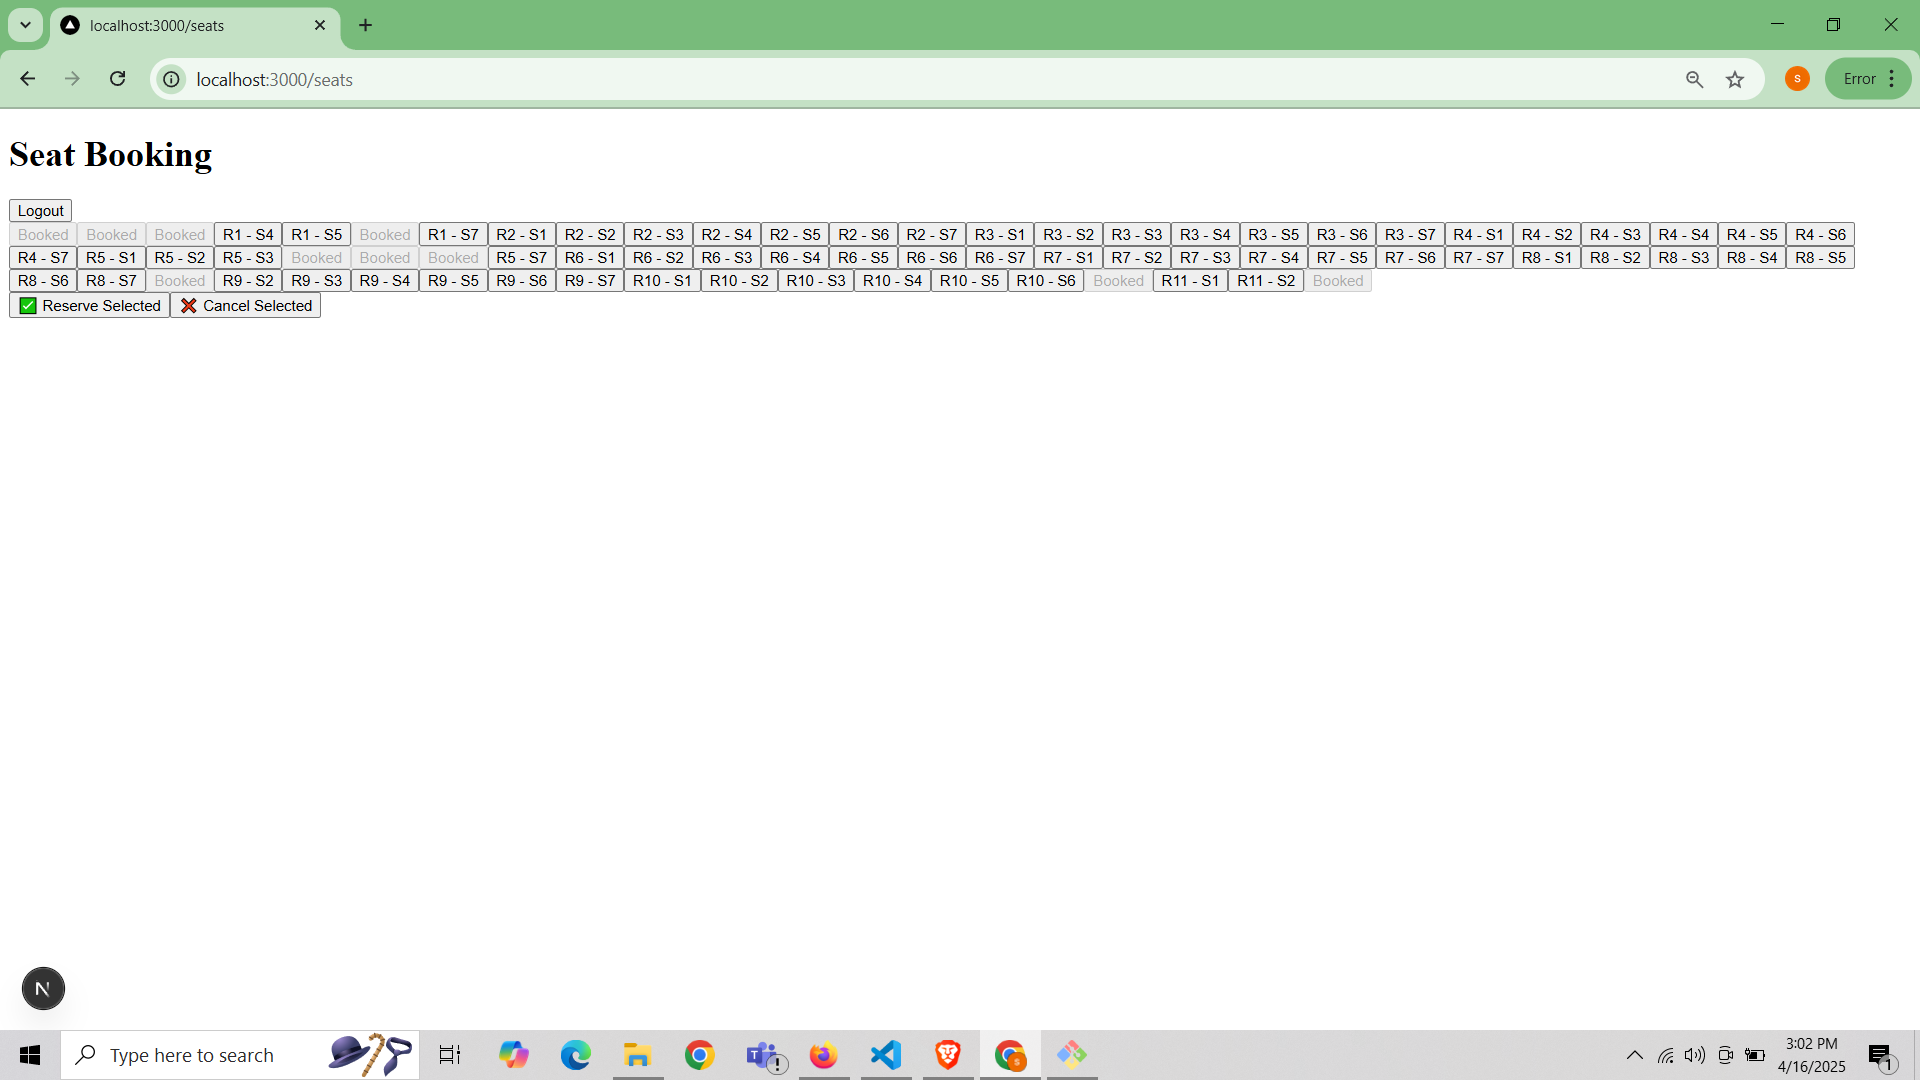 localhost:3000/seats
localhost:3000/seats
S
Error
Seat Booking
Logout
Booked Booked Booked R1 - S4 R1 - S5 Booked R1 - S7 R2 - S1 R2 - S2 R2 - S3 R2 - S4 R2 - S5 R2 - S6 R2 - S7 R3 - S1 R3 - S2 R3 - S3 R3 - S4 R3 - S5 R3 - S6 R3 - S7 R4 - S1 R4 - S2 R4 - S3 R4 - S4 R4 - S5 R4 - S6
R4 - S7 R5 - S1 R5 - S2 R5 - S3 Booked Booked Booked R5 - S7 R6 - S1 R6 - S2 R6 - S3 R6 - S4 R6 - S5 R6 - S6 R6 - S7 R7 - S1 R7 - S2 R7 - S3 R7 - S4 R7 - S5 R7 - S6 R7 - S7 R8 - S1 R8 - S2 R8 - S3 R8 - S4 R8 - S5
R8 - S6 R8 - S7 Booked R9 - S2 R9 - S3 R9 - S4 R9 - S5 R9 - S6 R9 - S7 R10 - S1 R10 - S2 R10 - S3 R10 - S4 R10 - S5 R10 - S6 Booked R11 - S1 R11 - S2 Booked
✅ Reserve Selected ❌ Cancel Selected
N
Type here to search
3:02 PM
4/16/2025
1